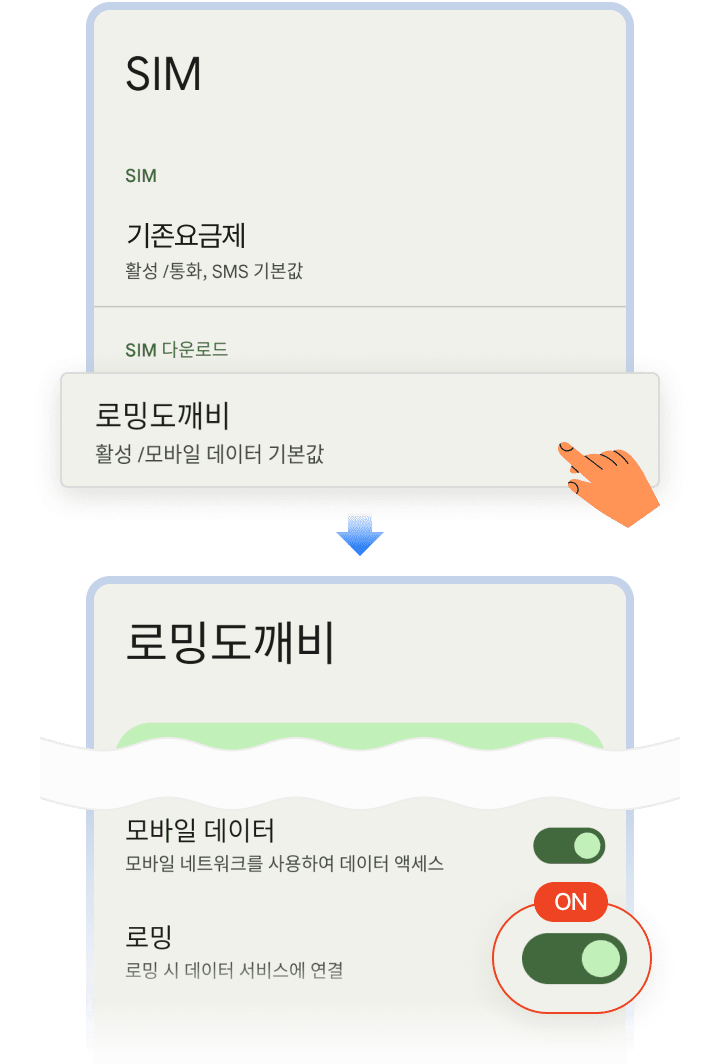 SIM
SIM
기존요금제
활성 /통화, SMS 기본값
SIM 다운로드
로밍도깨비
활성 /모바일 데이터 기본값
로밍도깨비
모바일 데이터
모바일 네트워크를 사용하여 데이터 액세스
ON
로밍
로밍 시 데이터 서비스에 연결